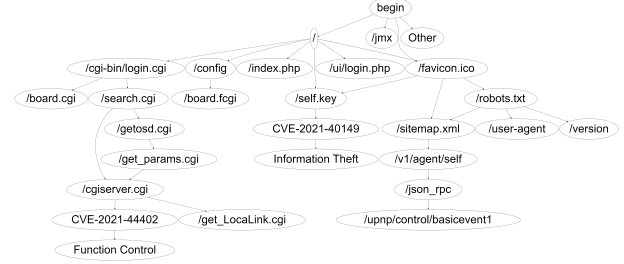 begin
/
/jmx
Other
/cgi-bin/login.cgi
/config
/index.php
/ui/login.php
/favicon.ico
/board.cgi
/search.cgi
/board.fcgi
/self.key
/robots.txt
/getosd.cgi
CVE-2021-40149
/sitemap.xml
/user-agent
/version
/get_params.cgi
Information Theft
/v1/agent/self
/cgiserver.cgi
/json_rpc
CVE-2021-44402
/get_LocaLink.cgi
/upnp/control/basicevent1
Function Control